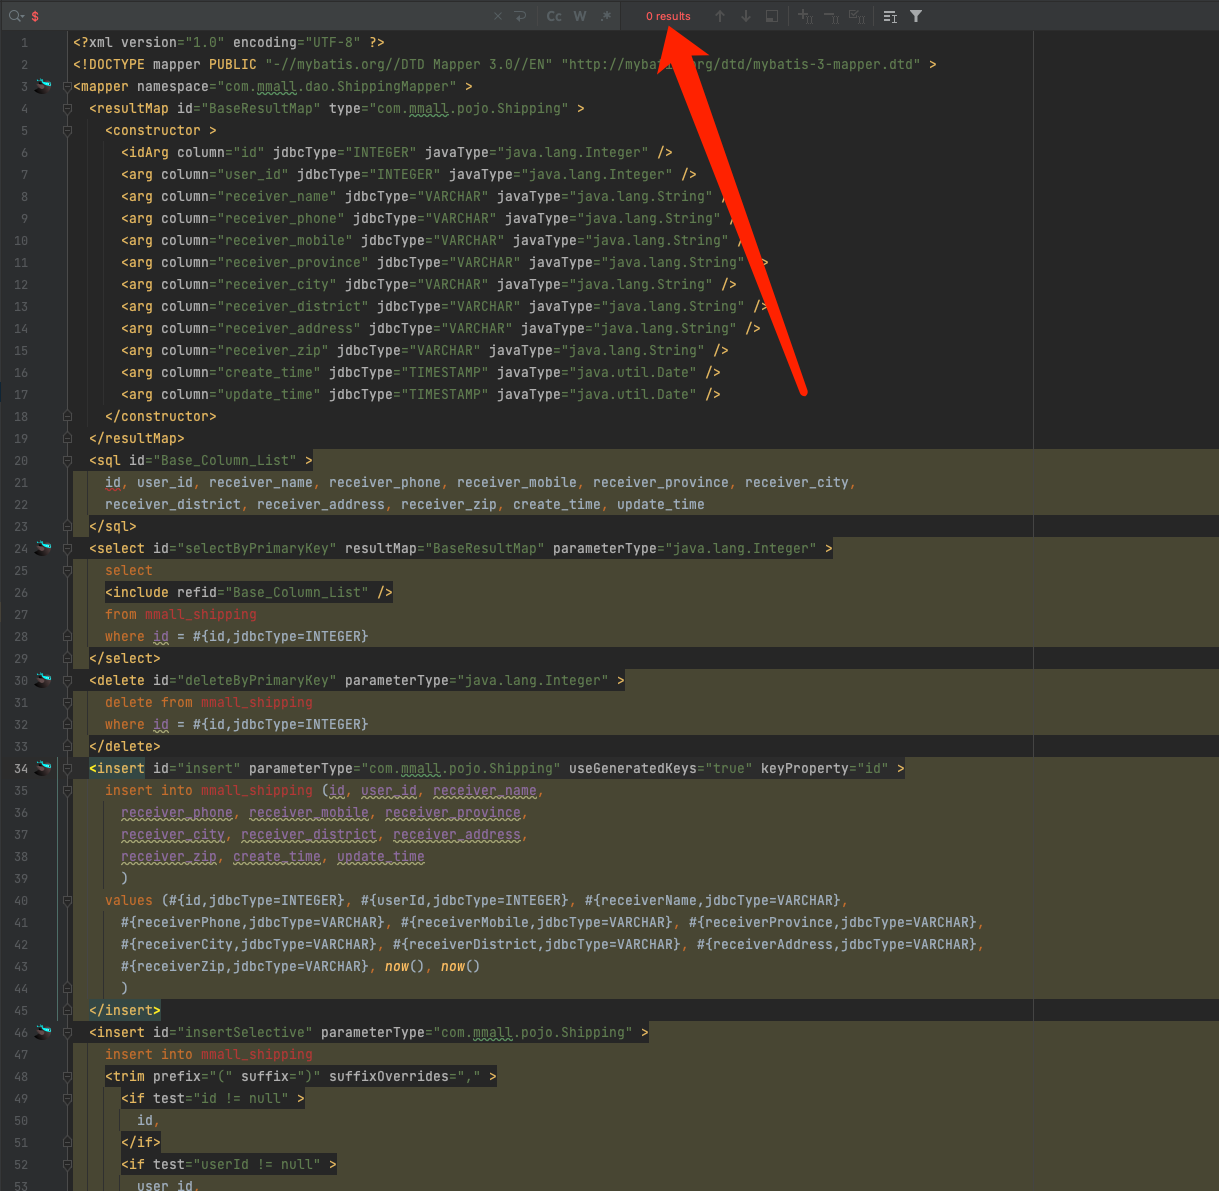 $ Cc W .* 0 results
1 <?xml version="1.0" encoding="UTF-8" ?>
2 <!DOCTYPE mapper PUBLIC "-//mybatis.org//DTD Mapper 3.0//EN" "http://mybatis.org/dtd/mybatis-3-mapper.dtd" >
3 <mapper namespace="com.mmall.dao.ShippingMapper" >
4 <resultMap id="BaseResultMap" type="com.mmall.pojo.Shipping" >
5 <constructor >
6 <idArg column="id" jdbcType="INTEGER" javaType="java.lang.Integer" />
7 <arg column="user_id" jdbcType="INTEGER" javaType="java.lang.Integer" />
8 <arg column="receiver_name" jdbcType="VARCHAR" javaType="java.lang.String" />
9 <arg column="receiver_phone" jdbcType="VARCHAR" javaType="java.lang.String" />
10 <arg column="receiver_mobile" jdbcType="VARCHAR" javaType="java.lang.String" />
11 <arg column="receiver_province" jdbcType="VARCHAR" javaType="java.lang.String" />
12 <arg column="receiver_city" jdbcType="VARCHAR" javaType="java.lang.String" />
13 <arg column="receiver_district" jdbcType="VARCHAR" javaType="java.lang.String" />
14 <arg column="receiver_address" jdbcType="VARCHAR" javaType="java.lang.String" />
15 <arg column="receiver_zip" jdbcType="VARCHAR" javaType="java.lang.String" />
16 <arg column="create_time" jdbcType="TIMESTAMP" javaType="java.util.Date" />
17 <arg column="update_time" jdbcType="TIMESTAMP" javaType="java.util.Date" />
18 </constructor>
19 </resultMap>
20 <sql id="Base_Column_List" >
21 id, user_id, receiver_name, receiver_phone, receiver_mobile, receiver_province, receiver_city,
22 receiver_district, receiver_address, receiver_zip, create_time, update_time
23 </sql>
24 <select id="selectByPrimaryKey" resultMap="BaseResultMap" parameterType="java.lang.Integer" >
25 select
26 <include refid="Base_Column_List" />
27 from mmall_shipping
28 where id = #{id,jdbcType=INTEGER}
29 </select>
30 <delete id="deleteByPrimaryKey" parameterType="java.lang.Integer" >
31 delete from mmall_shipping
32 where id = #{id,jdbcType=INTEGER}
33 </delete>
34 <insert id="insert" parameterType="com.mmall.pojo.Shipping" useGeneratedKeys="true" keyProperty="id" >
35 insert into mmall_shipping (id, user_id, receiver_name,
36 receiver_phone, receiver_mobile, receiver_province,
37 receiver_city, receiver_district, receiver_address,
38 receiver_zip, create_time, update_time
39 )
40 values (#{id,jdbcType=INTEGER}, #{userId,jdbcType=INTEGER}, #{receiverName,jdbcType=VARCHAR},
41 #{receiverPhone,jdbcType=VARCHAR}, #{receiverMobile,jdbcType=VARCHAR}, #{receiverProvince,jdbcType=VARCHAR},
42 #{receiverCity,jdbcType=VARCHAR}, #{receiverDistrict,jdbcType=VARCHAR}, #{receiverAddress,jdbcType=VARCHAR},
43 #{receiverZip,jdbcType=VARCHAR}, now(), now()
44 )
45 </insert>
46 <insert id="insertSelective" parameterType="com.mmall.pojo.Shipping" >
47 insert into mmall_shipping
48 <trim prefix="(" suffix=")" suffixOverrides="," >
49 <if test="id != null" >
50 id,
51 </if>
52 <if test="userId != null" >
53 user_id,